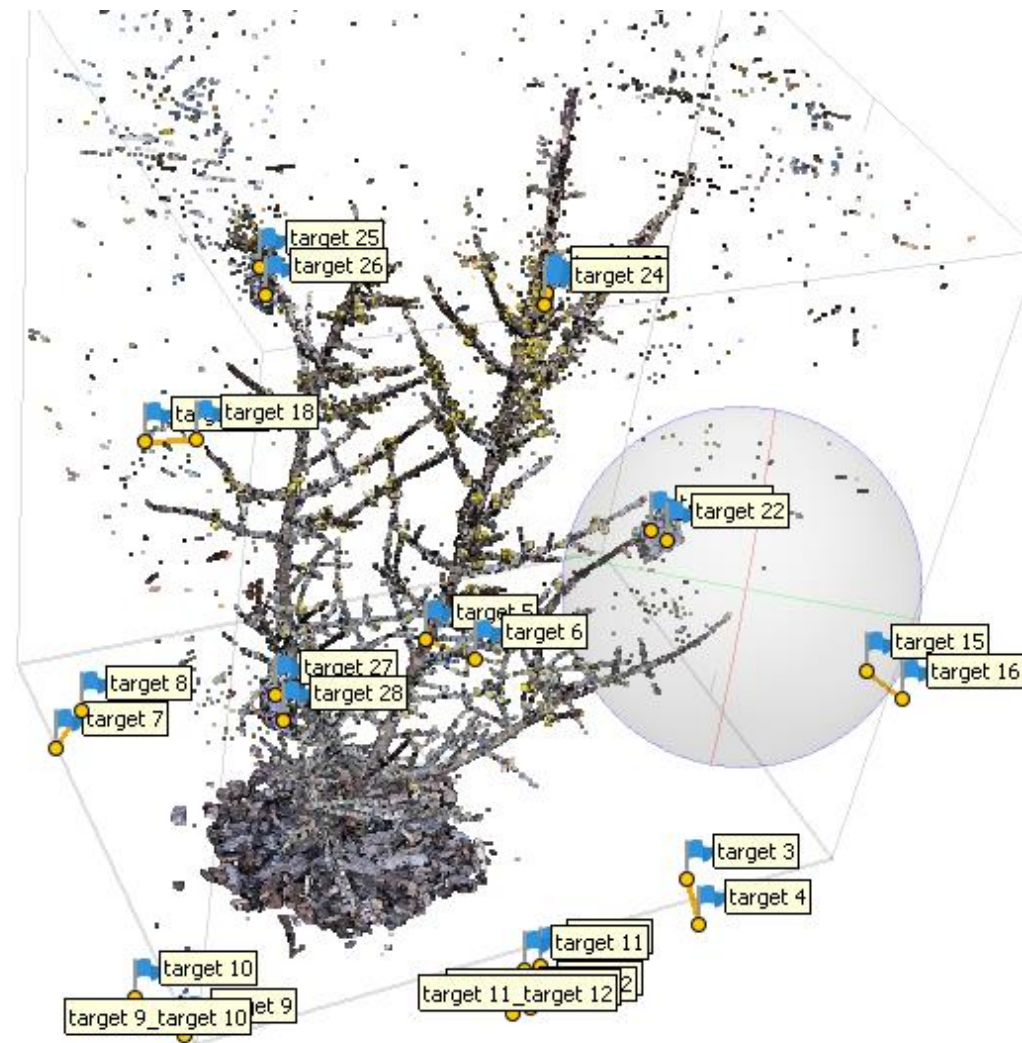 target 25
target 26
target 24
target 18
target 22
target 5
target 6
target 15
target 16
target 27
target 28
target 8
target 7
target 3
target 4
target 11
target 10
target 11_target 12
target 9_target 10